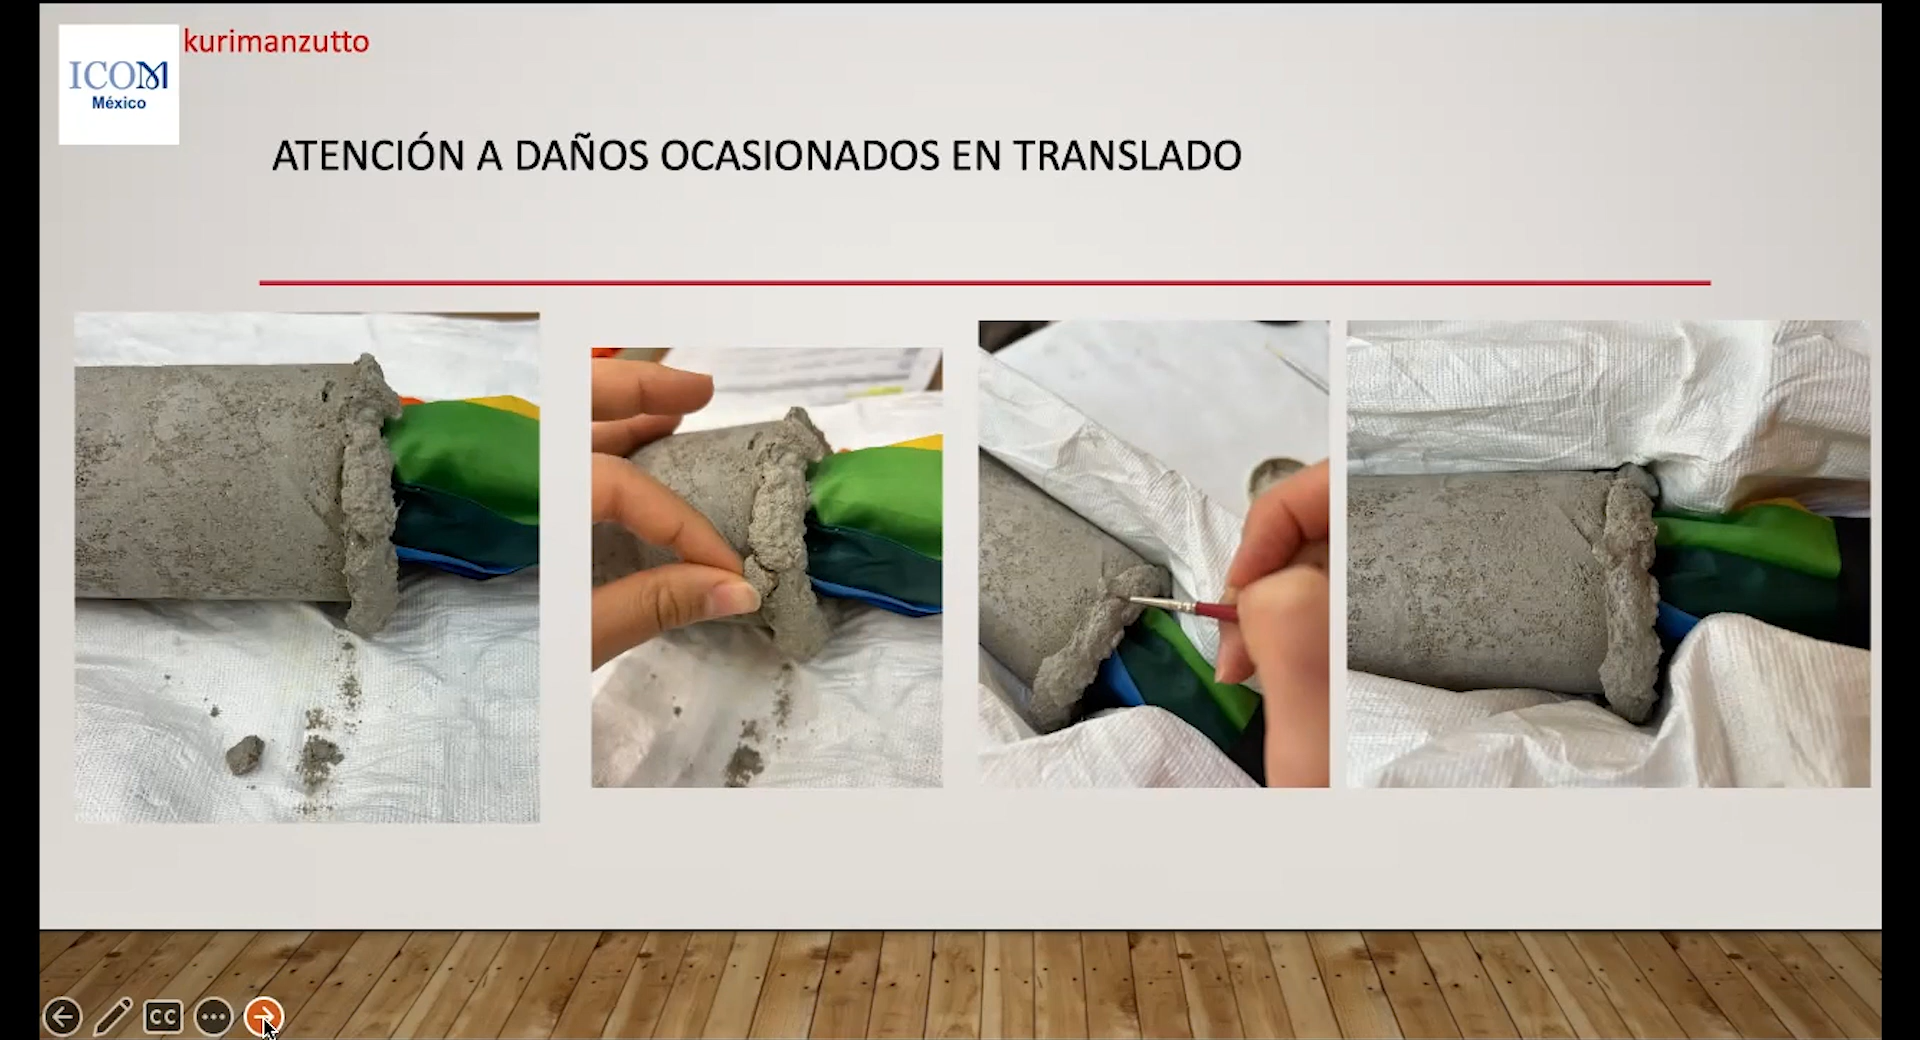 kurimanzutto
ICOM
México
ATENCIÓN A DAÑOS OCASIONADOS EN TRANSLADO
CC